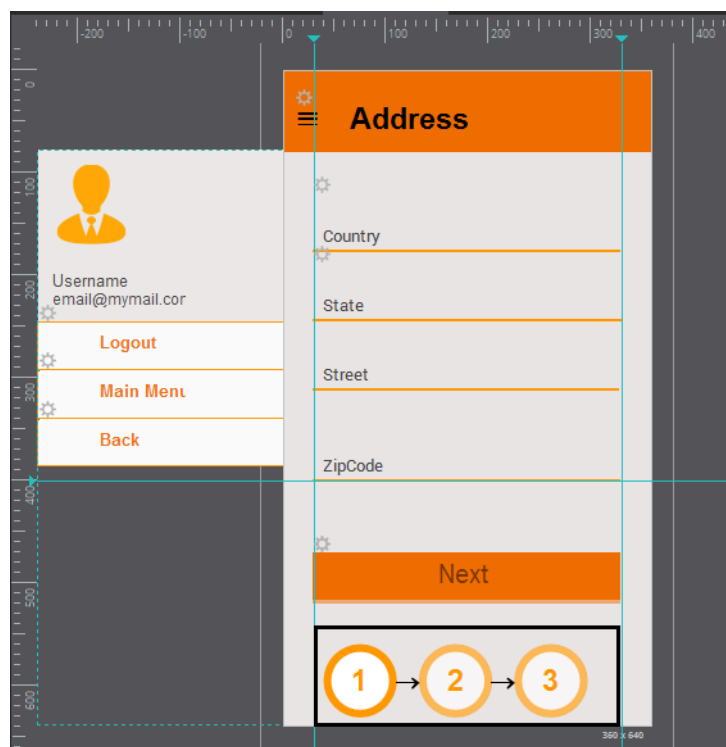 -200 -100 0 100 200 300 400
0
100
200
300
400
500
600
Address
Country
State
Street
ZipCode
Username
email@mymail.cor
Logout
Main Menu
Back
Next
1 → 2 → 3
360 x 640